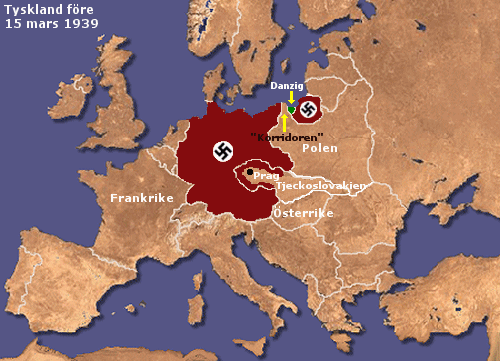 Tyskland före
15 mars 1939
Danzig
"Korridoren"
Polen
Prag
Tjeckoslovakien
Frankrike
Österrike